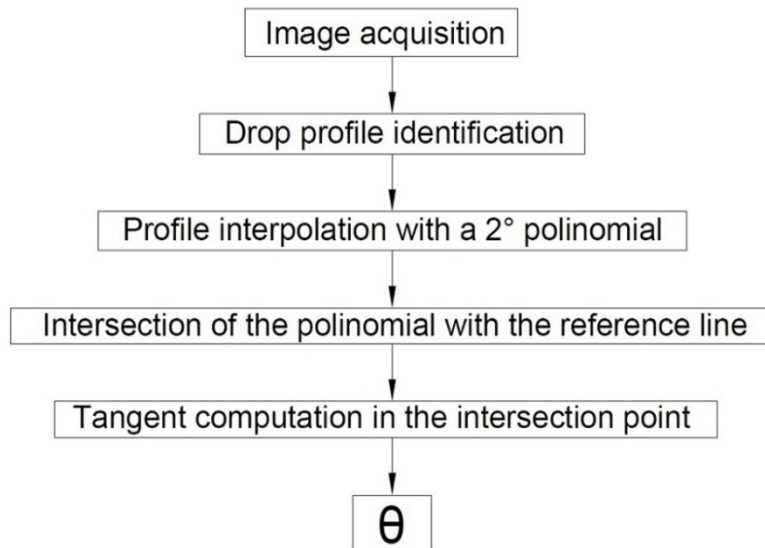 Image acquisition
Drop profile identification
Profile interpolation with a 2° polinomial
Intersection of the polinomial with the reference line
Tangent computation in the intersection point
θ